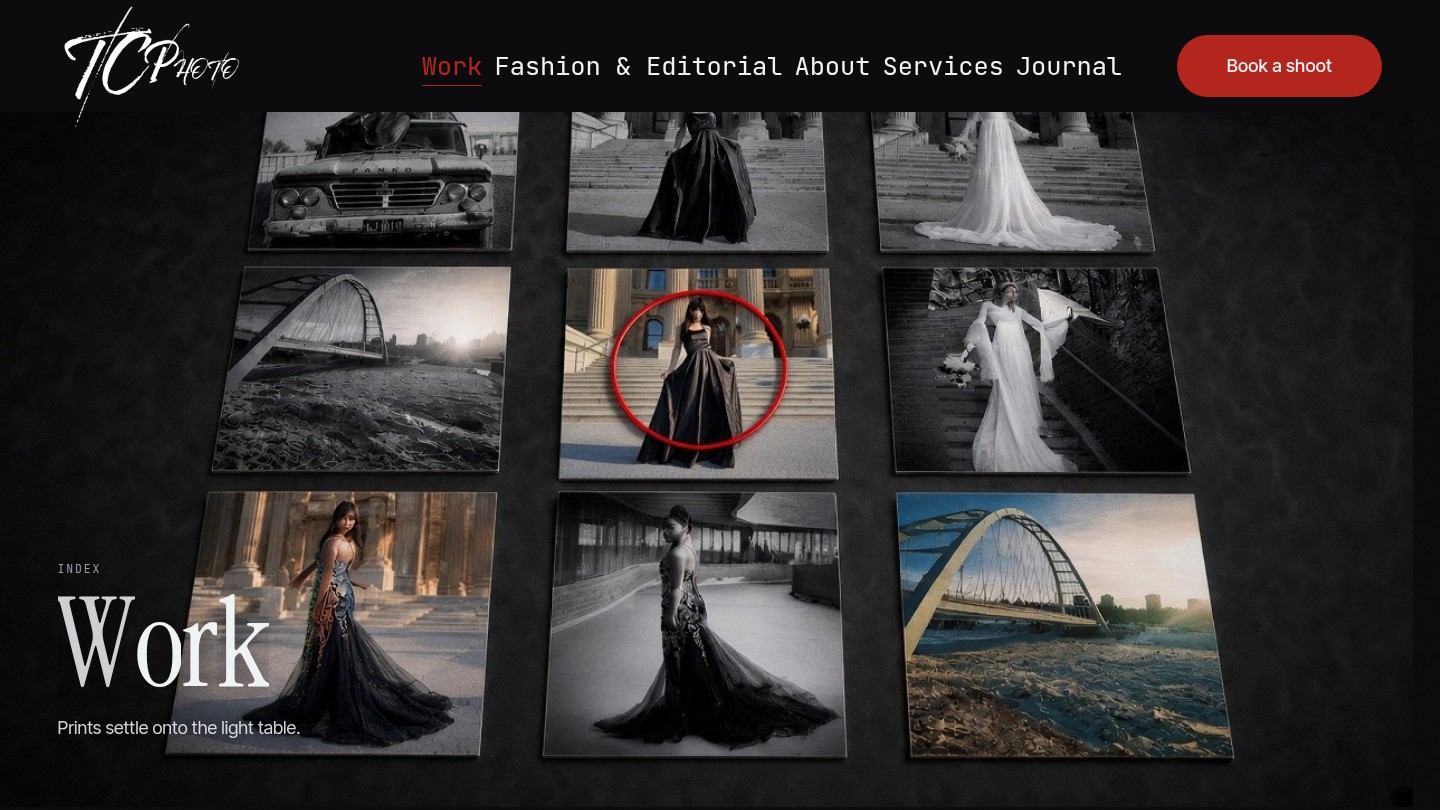 TCPHOTO
Work Fashion & Editorial About Services Journal
Book a shoot
INDEX
Work
Prints settle onto the light table.